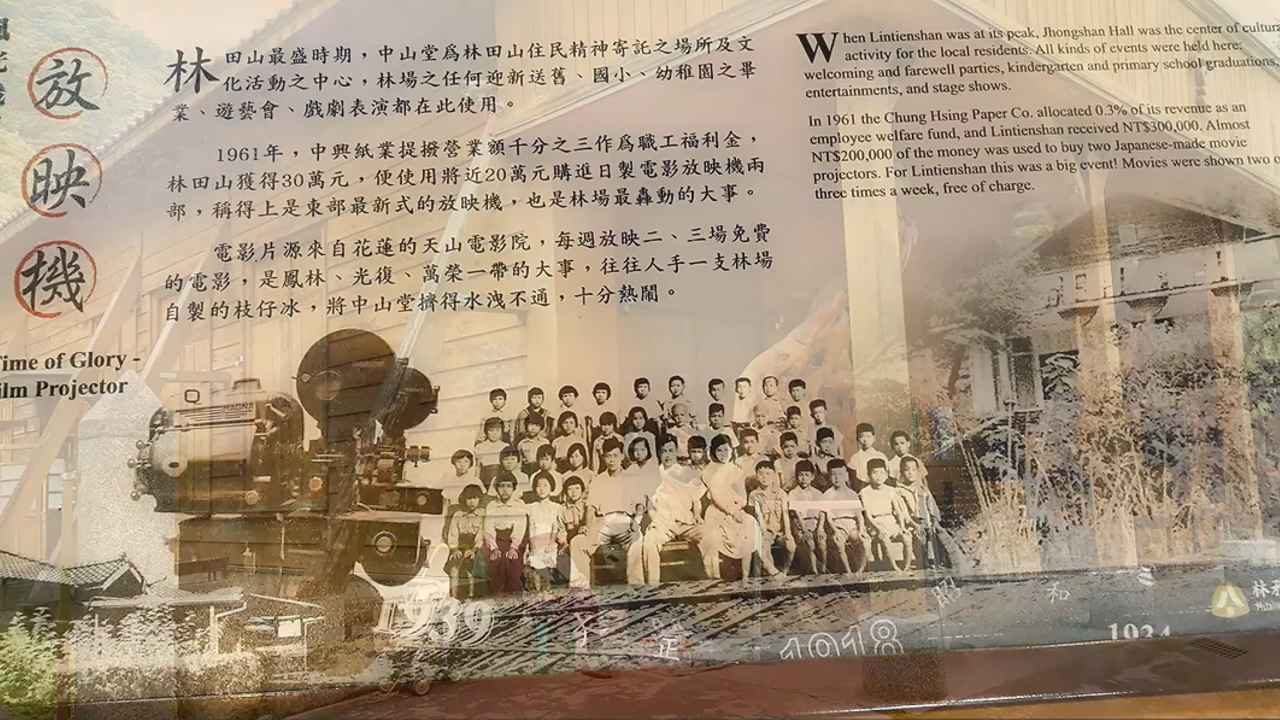 放
映
機
Time of Glory -
Film Projector
林田山最盛時期，中山堂爲林田山住民精神寄託之場所及文
化活動之中心，林場之任何迎新送舊、國小、幼稚園之畢
業、遊藝會、戲劇表演都在此使用。
1961年，中興紙業提撥營業額千分之三作爲職工福利金，
林田山獲得30萬元，便使用將近20萬元購進日製電影放映機兩
部，稱得上是東部最新式的放映機，也是林場最轟動的大事。
電影片源來自花蓮的天山電影院，每週放映二、三場免費
的電影，是鳳林、光復、萬榮一帶的大事，往往人手一支林場
自製的枝仔冰，將中山堂擠得水洩不通，十分熱鬧。
When Lintienshan was at its peak, Jhongshan Hall was the center of cultura
activity for the local residents. All kinds of events were held here:
welcoming and farewell parties, kindergarten and primary school graduations,
entertainments, and stage shows.
In 1961 the Chung Hsing Paper Co. allocated 0.3% of its revenue as an
employee welfare fund, and Lintienshan received NT$300,000. Almost
NT$200,000 of the money was used to buy two Japanese-made movie
projectors. For Lintienshan this was a big event! Movies were shown two o
three times a week, free of charge.
MAGNA
1939
1918
昭和
1934
林